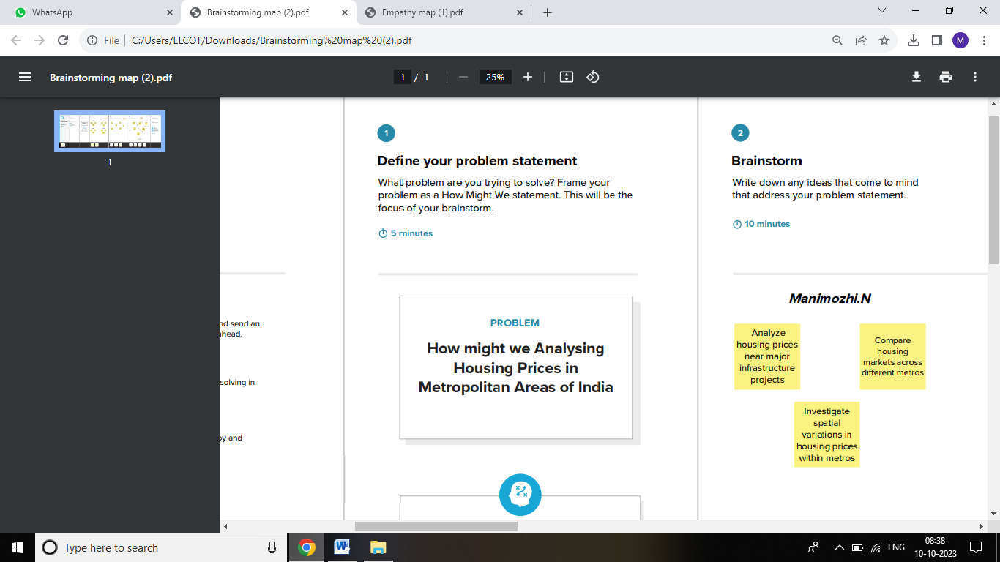 WhatsApp
Brainstorming map (2).pdf
Empathy map (1).pdf
File
C:/Users/ELCOT/Downloads/Brainstorming%20map%20(2).pdf
M
Brainstorming map (2).pdf
1 / 1
25%
1
nd send an
ahead.
solving in
by and
1
Define your problem statement
What problem are you trying to solve? Frame your
problem as a How Might We statement. This will be the
focus of your brainstorm.
5 minutes
PROBLEM
How might we Analysing
Housing Prices in
Metropolitan Areas of India
2
Brainstorm
Write down any ideas that come to mind
that address your problem statement.
10 minutes
Manimozhi.N
Analyze
housing prices
near major
infrastructure
projects
Compare
housing
markets across
different metros
Investigate
spatial
variations in
housing prices
within metros
Type here to search
ENG
08:38
10-10-2023